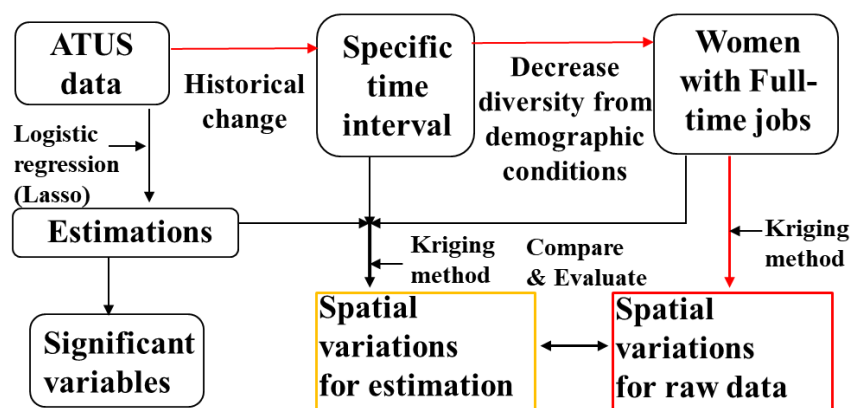 ATUS
data
Historical
change
Specific
time
interval
Decrease
diversity from
demographic
conditions
Women
with Full-
time jobs
Logistic
regression
(Lasso)
Estimations
Kriging
method
Compare
& Evaluate
Kriging
method
Significant
variables
Spatial
variations
for estimation
Spatial
variations
for raw data